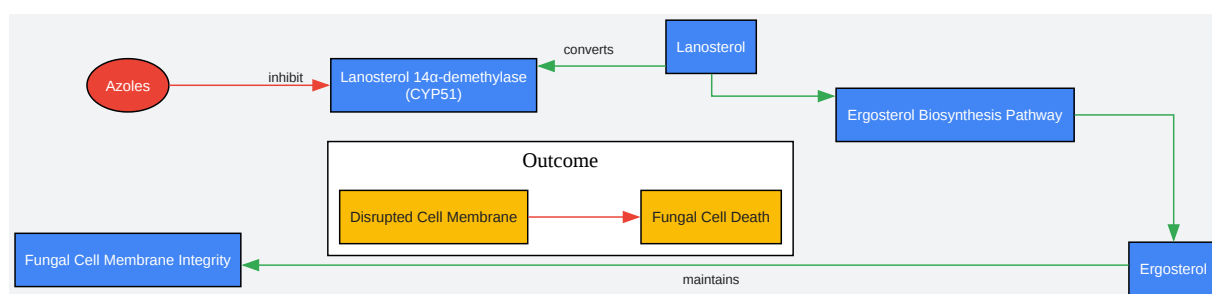 Lanosterol
converts
Azoles
inhibit
Lanosterol 14α-demethylase
(CYP51)
Ergosterol Biosynthesis Pathway
Outcome
Disrupted Cell Membrane
Fungal Cell Death
Fungal Cell Membrane Integrity
maintains
Ergosterol